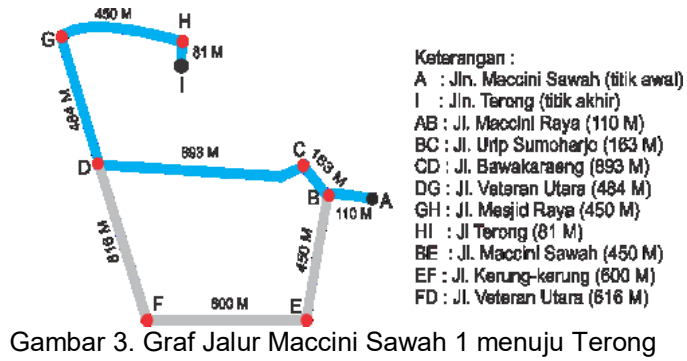 450 M
H
G
81 M
I
484 M
Keterangan :
A : Jln. Maccini Sawah (titik awal)
I : Jln. Terong (titik akhir)
AB : Jl. Maccini Raya (110 M)
BC : Jl. Urip Sumoharjo (163 M)
CD : Jl. Bawakaraeng (893 M)
DG : Jl. Veteran Utara (484 M)
GH : Jl. Mesjid Raya (450 M)
HI : Jl Terong (81 M)
BE : Jl. Maccini Sawah (450 M)
EF : Jl. Kerung-kerung (600 M)
FD : Jl. Veteran Utara (616 M)
893 M
C
163 M
D
B
A
110 M
616 M
450 M
F
600 M
E
Gambar 3. Graf Jalur Maccini Sawah 1 menuju Terong